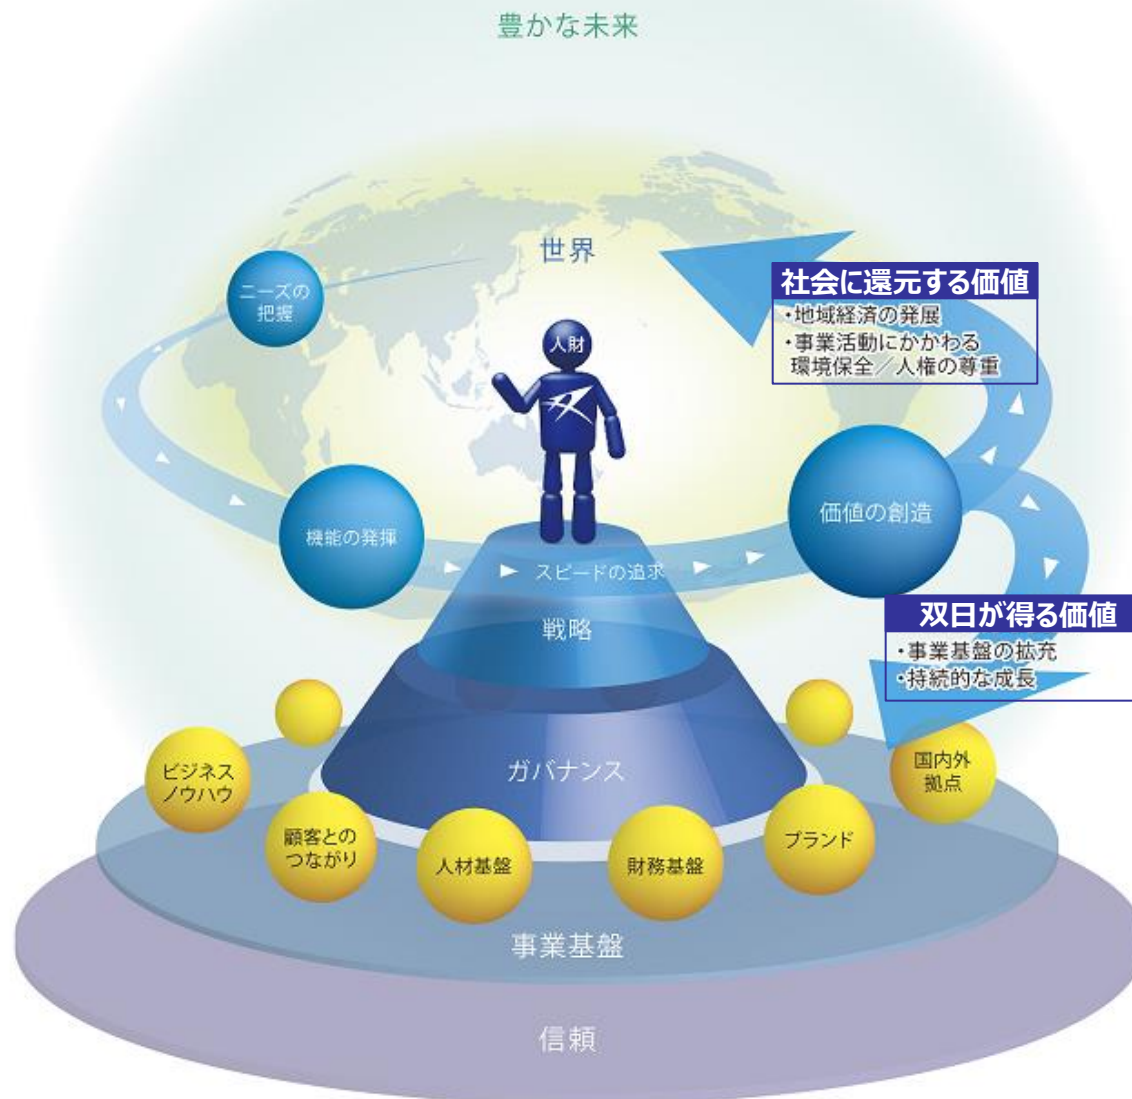 豊かな未来
世界
ニーズの
把握
社会に還元する価値
・地域経済の発展
・事業活動にかかわる
環境保全／人権の尊重
人財
機能の発揮
スピードの追求
価値の創造
双日が得る価値
・事業基盤の拡充
・持続的な成長
戦略
ガバナンス
ビジネス
ノウハウ
顧客との
つながり
人材基盤
財務基盤
ブランド
国内外
拠点
事業基盤
信頼